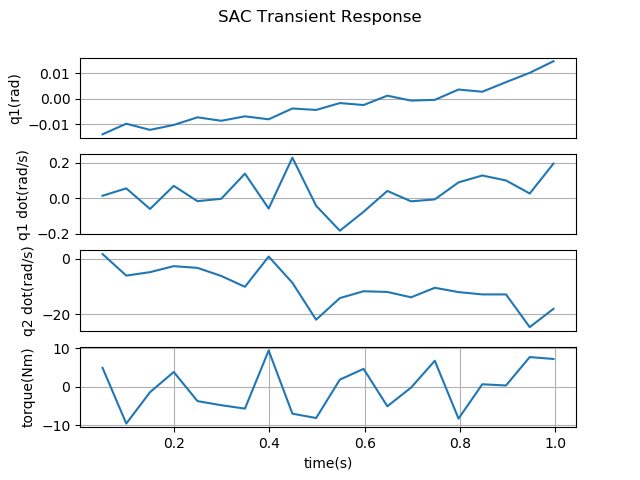 SAC Transient Response
q1(rad)
0.01
0.00
−0.01
q1 dot(rad/s)
0.2
0.0
−0.2
q2 dot(rad/s)
0
−20
torque(Nm)
10
0
−10
0.2 0.4 0.6 0.8 1.0
time(s)